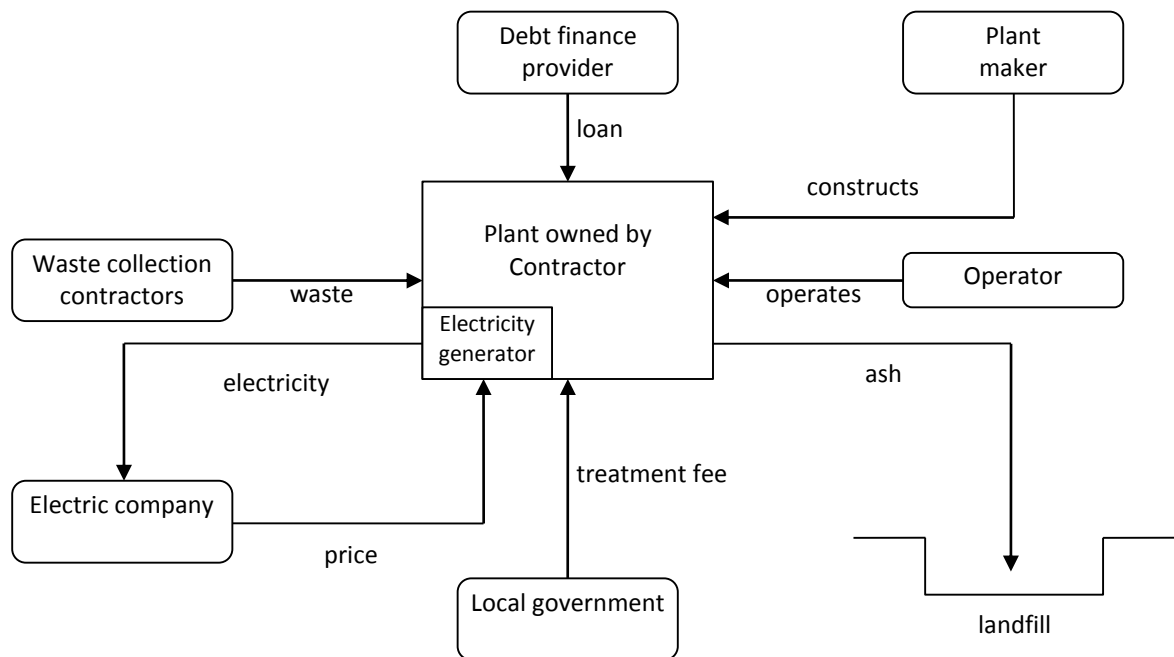 Debt finance
provider
Plant
maker
loan
constructs
Plant owned by
Contractor
Waste collection
contractors
waste
operates
Operator
Electricity
generator
electricity
ash
Electric company
treatment fee
price
Local government
landfill